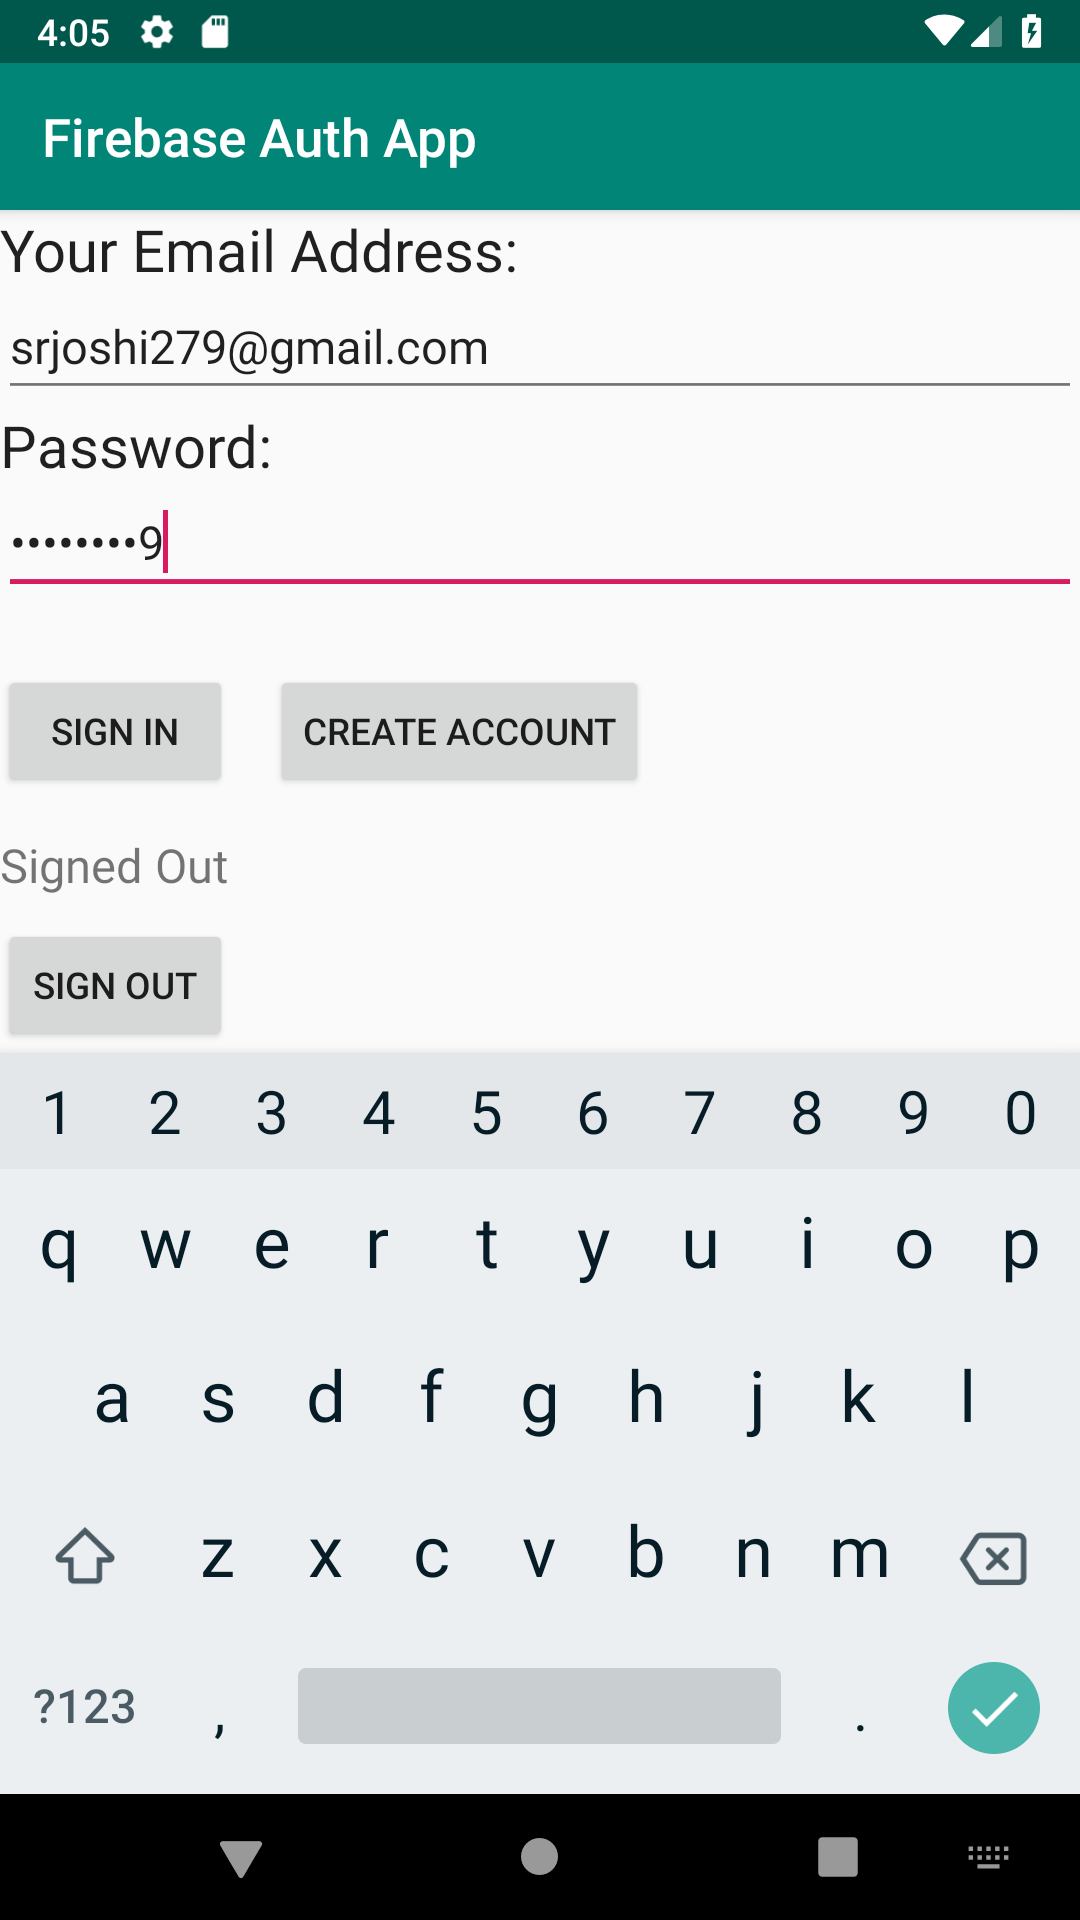 4:05
Firebase Auth App
Your Email Address:
srjoshi279@gmail.com
Password:
••••••••9
SIGN IN CREATE ACCOUNT
Signed Out
SIGN OUT
1 2 3 4 5 6 7 8 9 0
q w e r t y u i o p
a s d f g h j k l
z x c v b n m
?123 , .